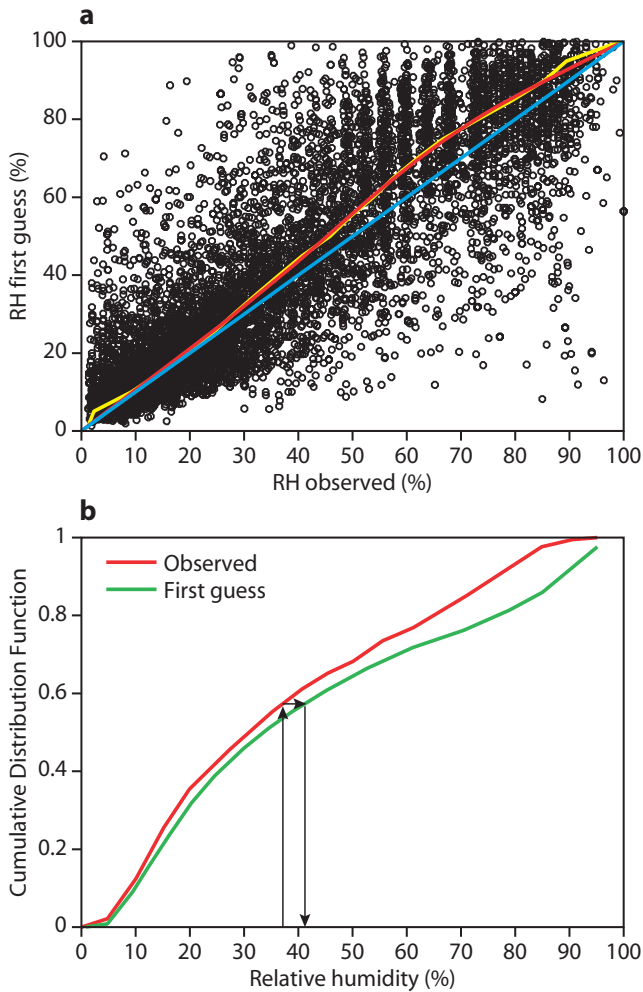 a
100
80
60
40
20
0
RH first guess (%)
0 10 20 30 40 50 60 70 80 90 100
RH observed (%)
b
1
0.8
0.6
0.4
0.2
0
Cumulative Distribution Function
Observed
First guess
0 10 20 30 40 50 60 70 80 90 100
Relative humidity (%)